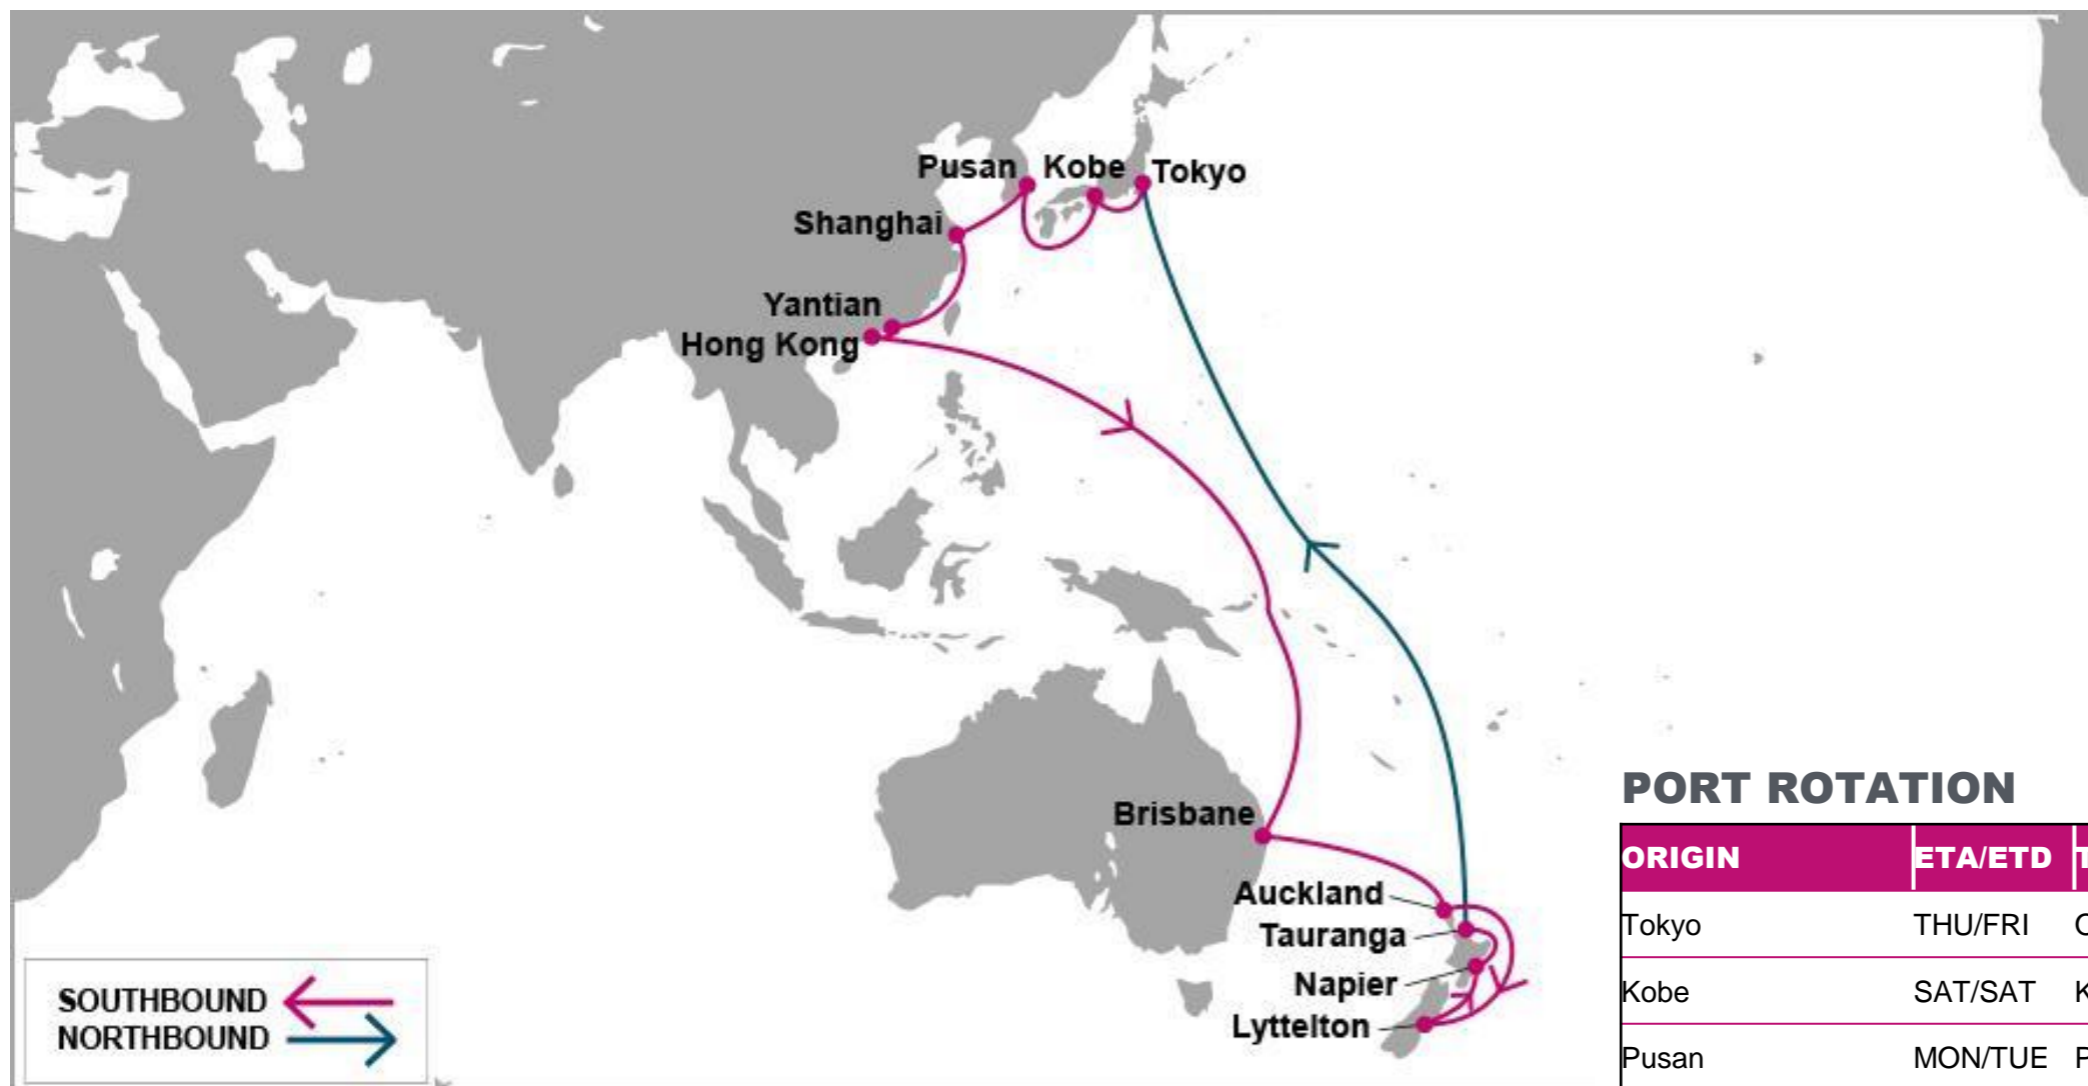 Pusan
Kobe
Tokyo
Shanghai
Yantian
Hong Kong
Brisbane
Auckland
Tauranga
Napier
Lyttelton
SOUTHBOUND
NORTHBOUND
PORT ROTATION
ORIGIN ETA/ETD
Tokyo THU/FRI
Kobe SAT/SAT
Pusan MON/TUE